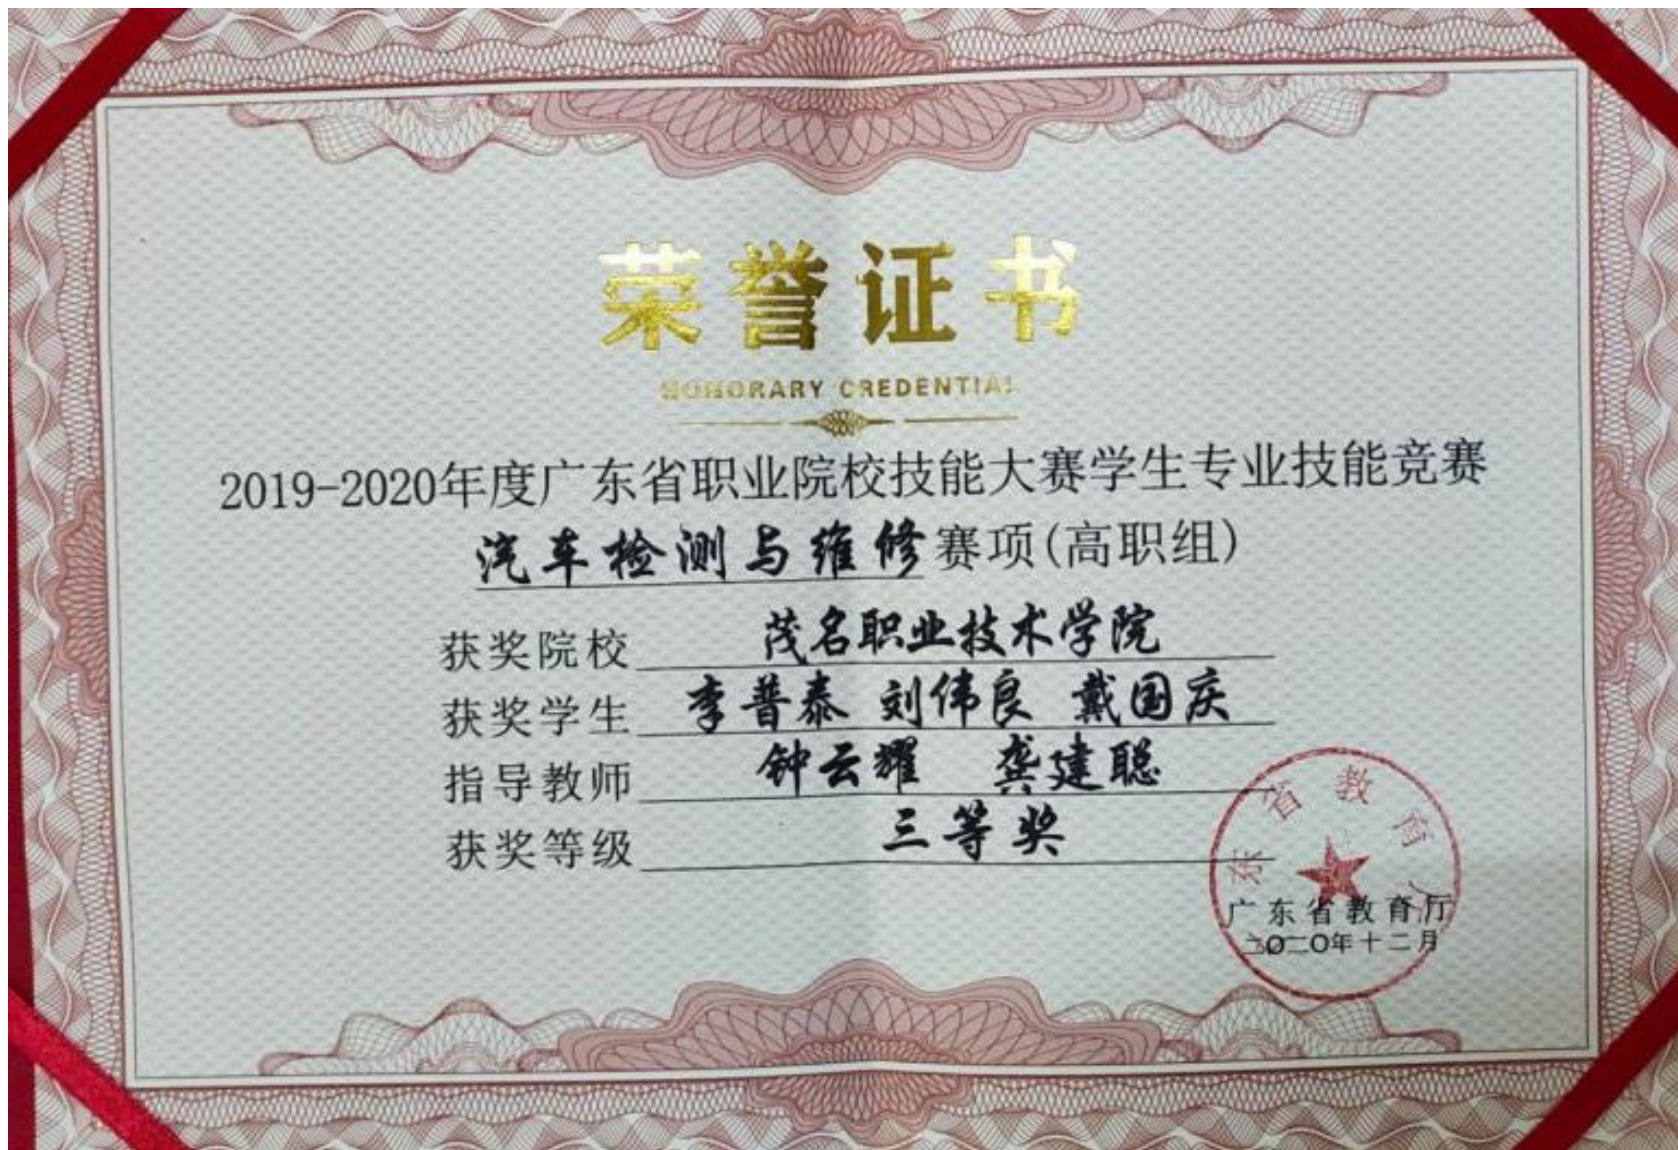 荣誉证书
HONORARY CREDENTIAL
2019-2020年度广东省职业院校技能大赛学生专业技能竞赛
汽车检测与维修赛项(高职组)
获奖院校 茂名职业技术学院
获奖学生 李普泰 刘伟良 戴国庆
指导教师 钟云耀 龚建聪
获奖等级 三等奖
东省教育厅
广东省教育厅
二〇二〇年十二月